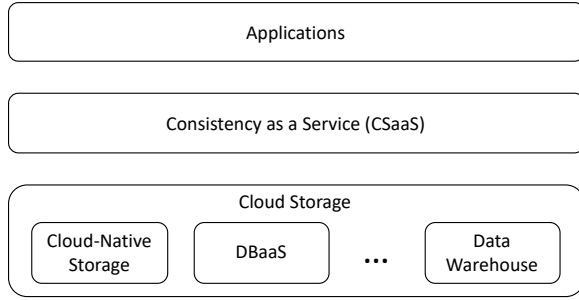 Applications
Consistency as a Service (CSaaS)
Cloud Storage
Cloud-Native
Storage
DBaaS
...
Data
Warehouse